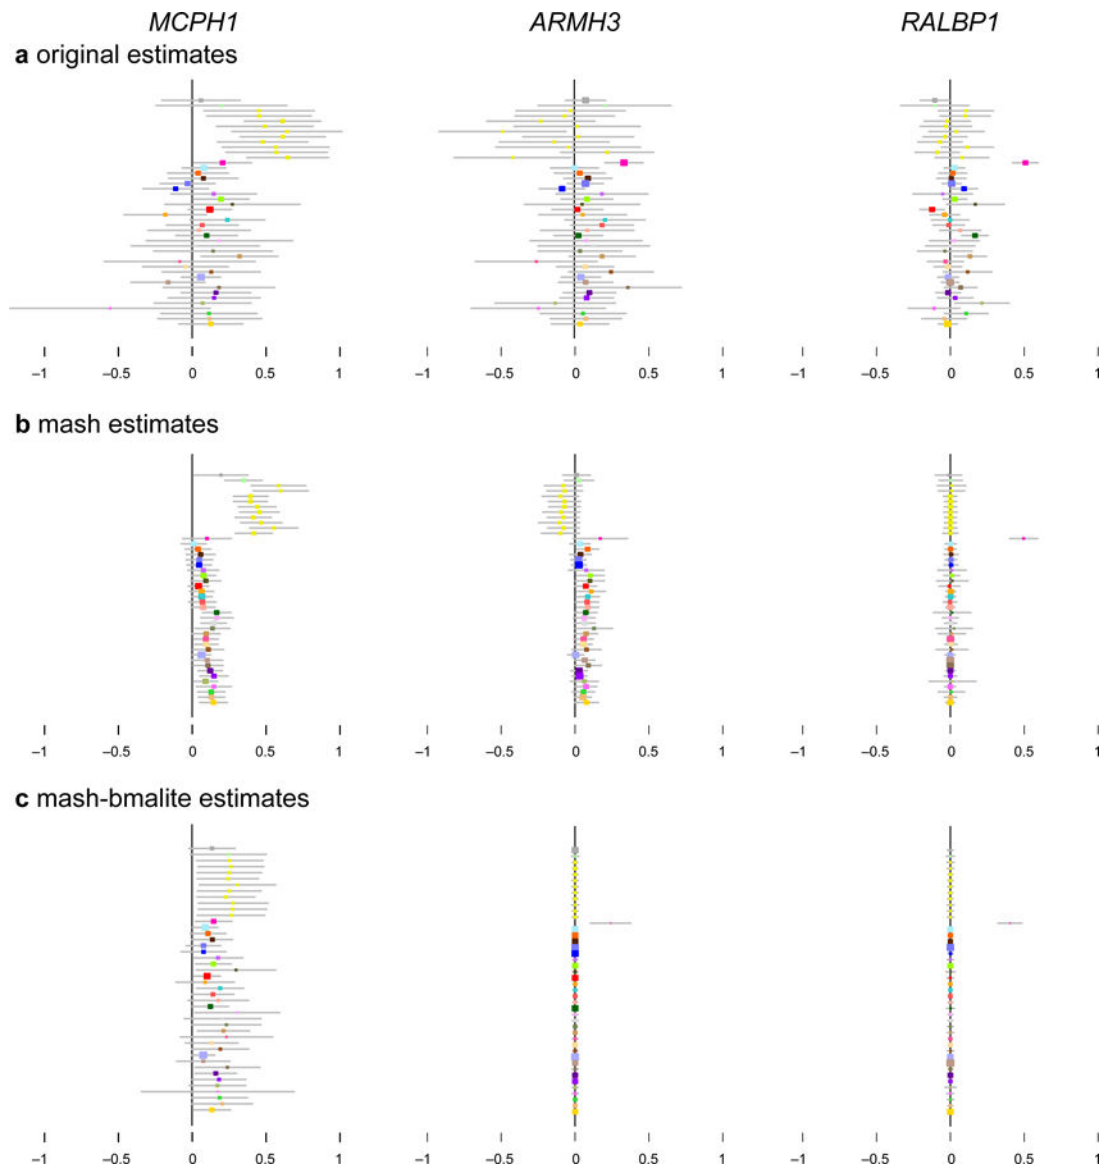 MCPH1 ARMH3 RALBP1
a original estimates
–1 –0.5 0 0.5 1 –1 –0.5 0 0.5 1 –1 –0.5 0 0.5 1
b mash estimates
–1 –0.5 0 0.5 1 –1 –0.5 0 0.5 1 –1 –0.5 0 0.5 1
c mash-bmalite estimates
–1 –0.5 0 0.5 1 –1 –0.5 0 0.5 1 –1 –0.5 0 0.5 1